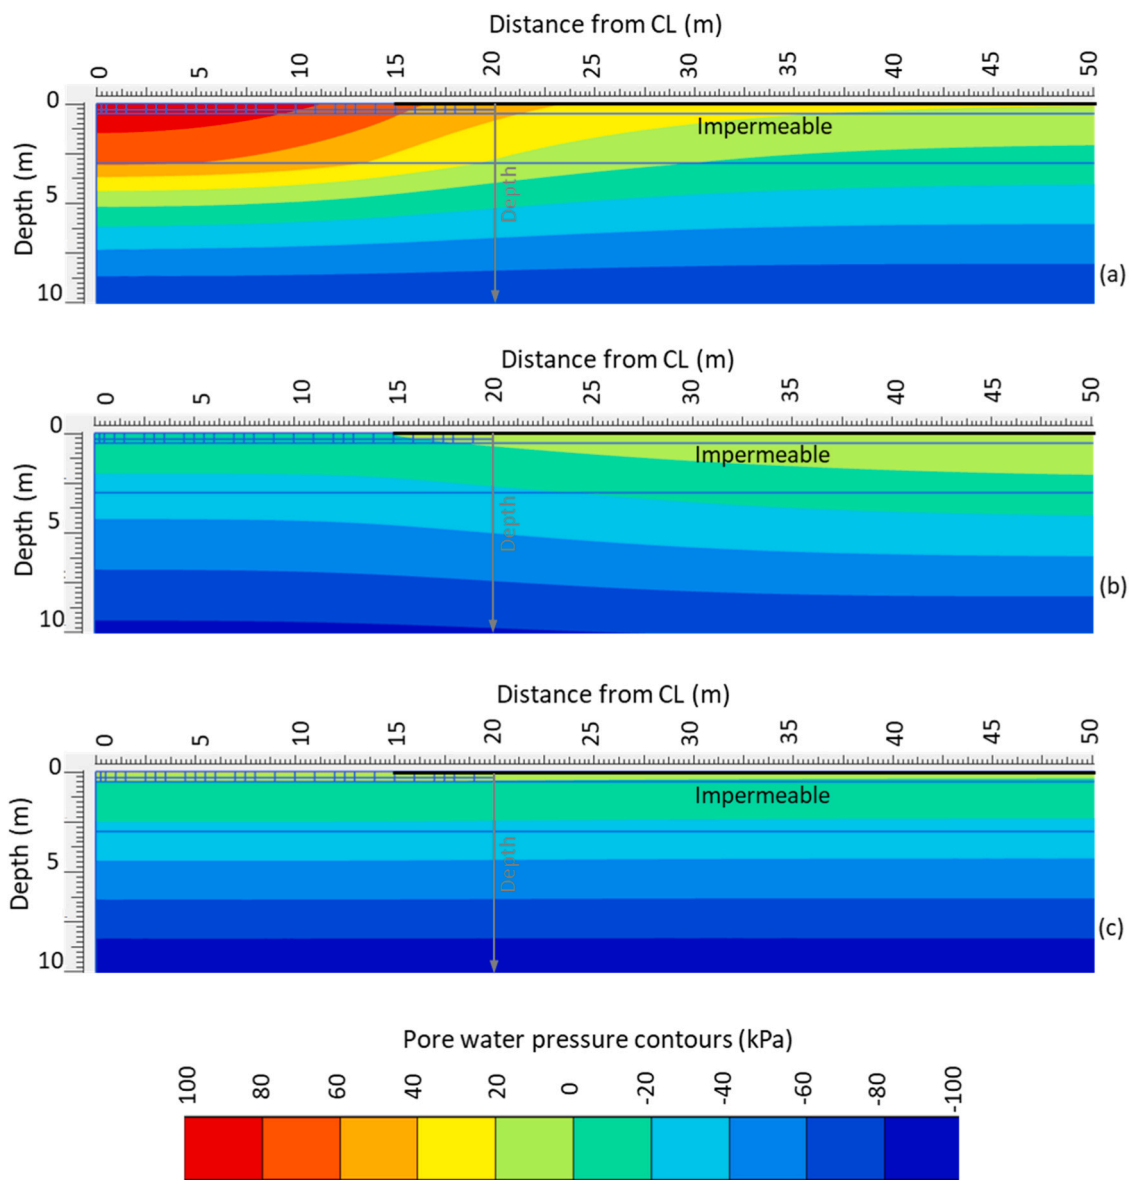 Distance from CL (m)
0 5 10 15 20 25 30 35 40 45 50
0
Impermeable
Depth (m)
Depth
5
10
(a)
Distance from CL (m)
0 5 10 15 20 25 30 35 40 45 50
0
Impermeable
Depth (m)
Depth
5
10
(b)
Distance from CL (m)
0 5 10 15 20 25 30 35 40 45 50
0
Impermeable
Depth (m)
Depth
5
10
(c)
Pore water pressure contours (kPa)
100 80 60 40 20 0 -20 -40 -60 -80 -100